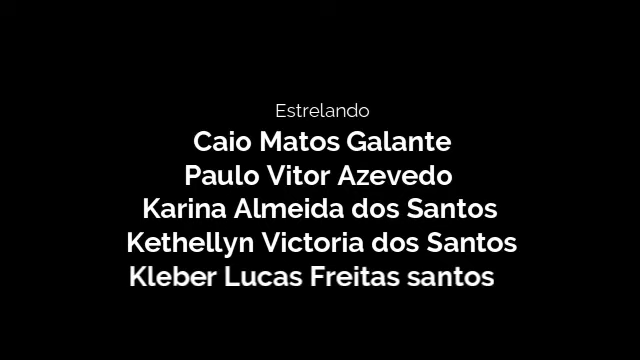 Estrelando
Caio Matos Galante
Paulo Vitor Azevedo
Karina Almeida dos Santos
Kethellyn Victoria dos Santos
Kleber Lucas Freitas santos